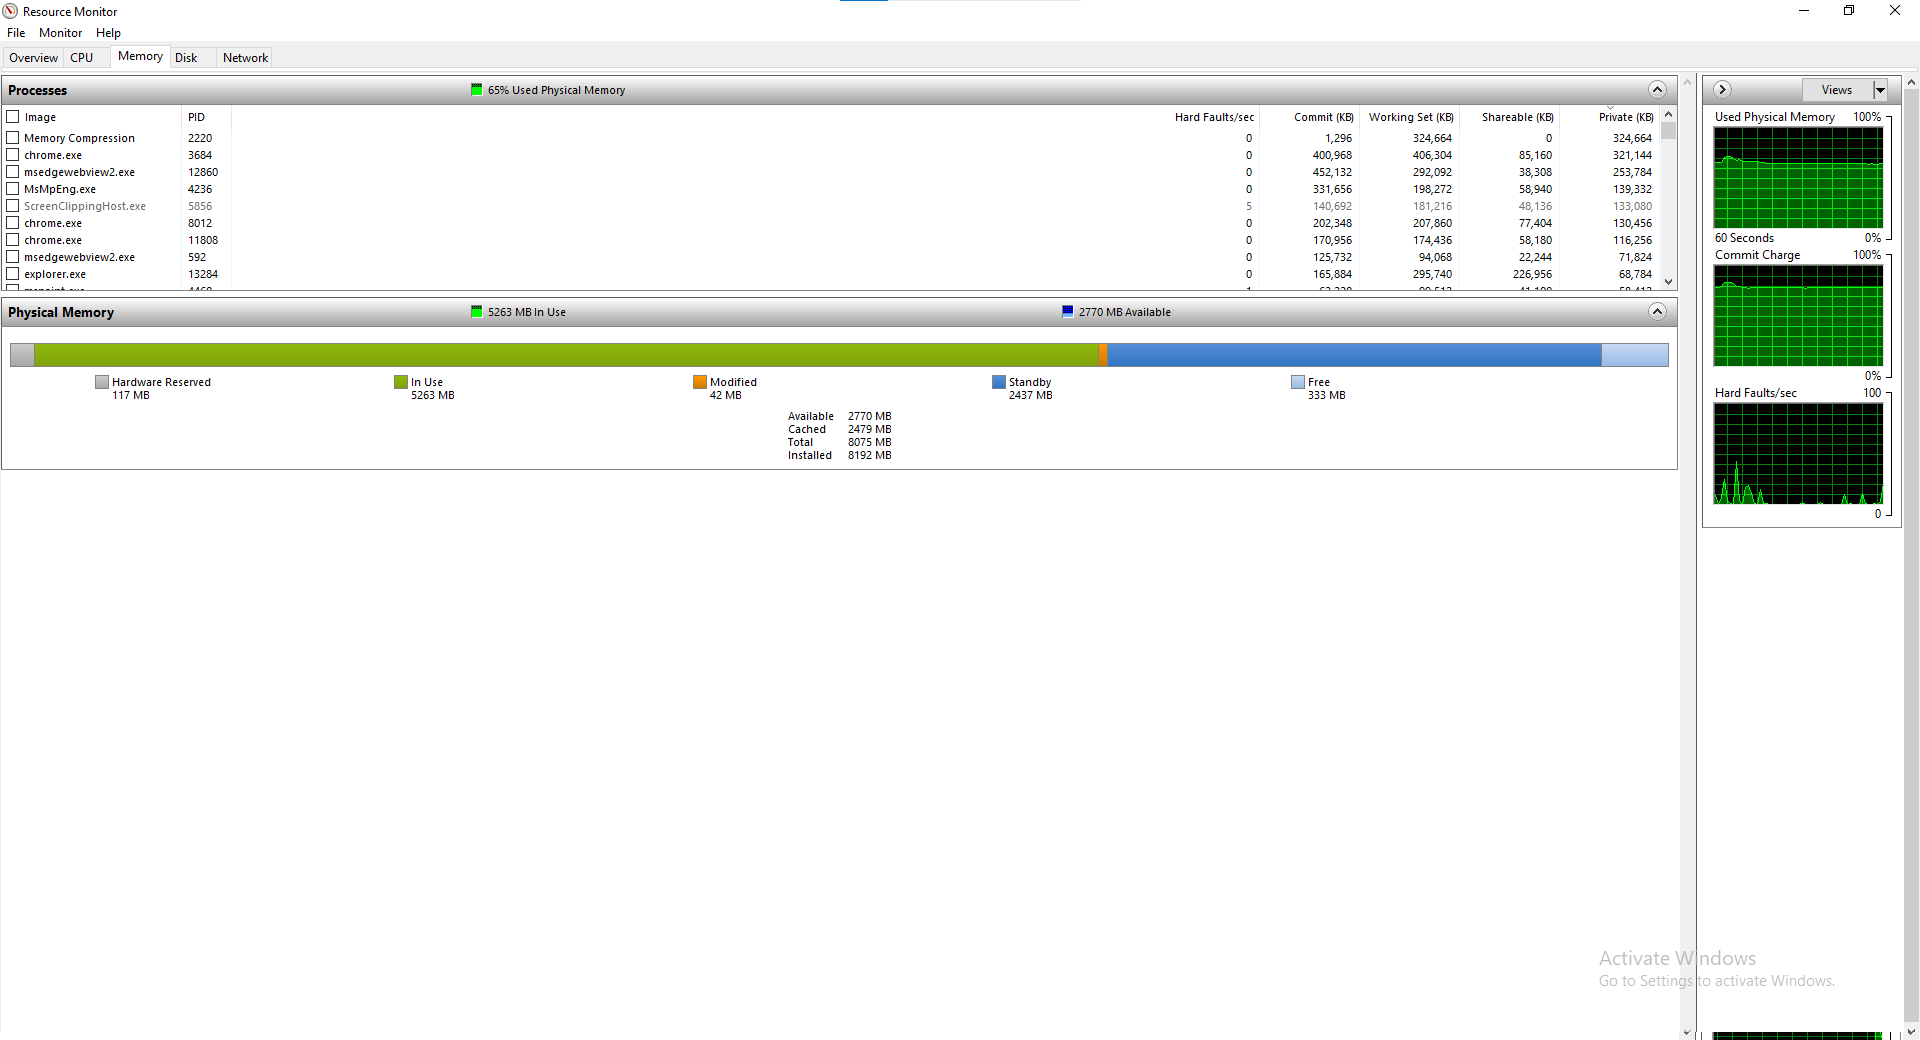 Resource Monitor
File Monitor Help
Overview CPU Memory Disk Network
Processes 65% Used Physical Memory
Image PID Hard Faults/sec Commit (KB) Working Set (KB) Shareable (KB) Private (KB)
Memory Compression 2220 0 1,296 324,664 0 324,664
chrome.exe 3684 0 400,968 406,304 85,160 321,144
msedgewebview2.exe 12860 0 452,132 292,092 38,308 253,784
MsMpEng.exe 4236 0 331,656 198,272 58,940 139,332
ScreenClippingHost.exe 5856 5 140,692 181,216 48,136 133,080
chrome.exe 8012 0 202,348 207,860 77,404 130,456
chrome.exe 11808 0 170,956 174,436 58,180 116,256
msedgewebview2.exe 592 0 125,732 94,068 22,244 71,824
explorer.exe 13284 0 165,884 295,740 226,956 68,784
Physical Memory 5263 MB In Use 2770 MB Available
Hardware Reserved
117 MB
In Use
5263 MB
Modified
42 MB
Standby
2437 MB
Free
333 MB
Available 2770 MB
Cached 2479 MB
Total 8075 MB
Installed 8192 MB
Views
Used Physical Memory 100%
60 Seconds 0%
Commit Charge 100%
0%
Hard Faults/sec 100
0
Activate Windows
Go to Settings to activate Windows.